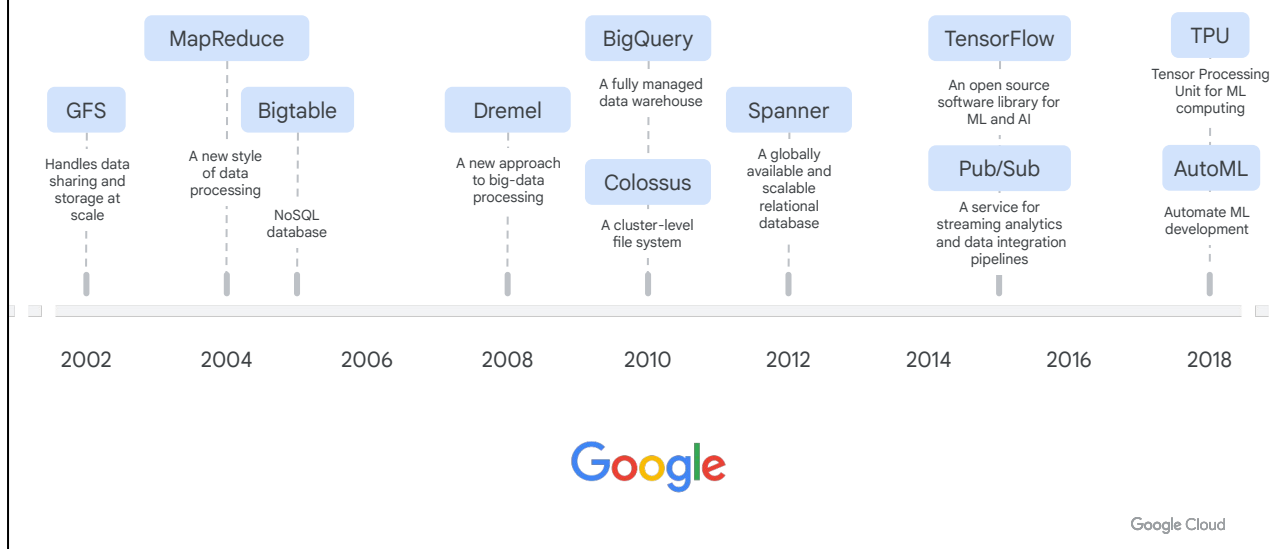 MapReduce
BigQuery
TensorFlow
TPU
A fully managed
data warehouse
An open source
software library for
ML and AI
Tensor Processing
Unit for ML
computing
GFS
Bigtable
Dremel
Spanner
Handles data
sharing and
storage at
scale
A new style
of data
processing
NoSQL
database
A new approach
to big-data
processing
Colossus
A cluster-level
file system
A globally
available and
scalable
relational
database
Pub/Sub
A service for
streaming analytics
and data integration
pipelines
AutoML
Automate ML
development
2002
2004
2006
2008
2010
2012
2014
2016
2018
Google
Google Cloud